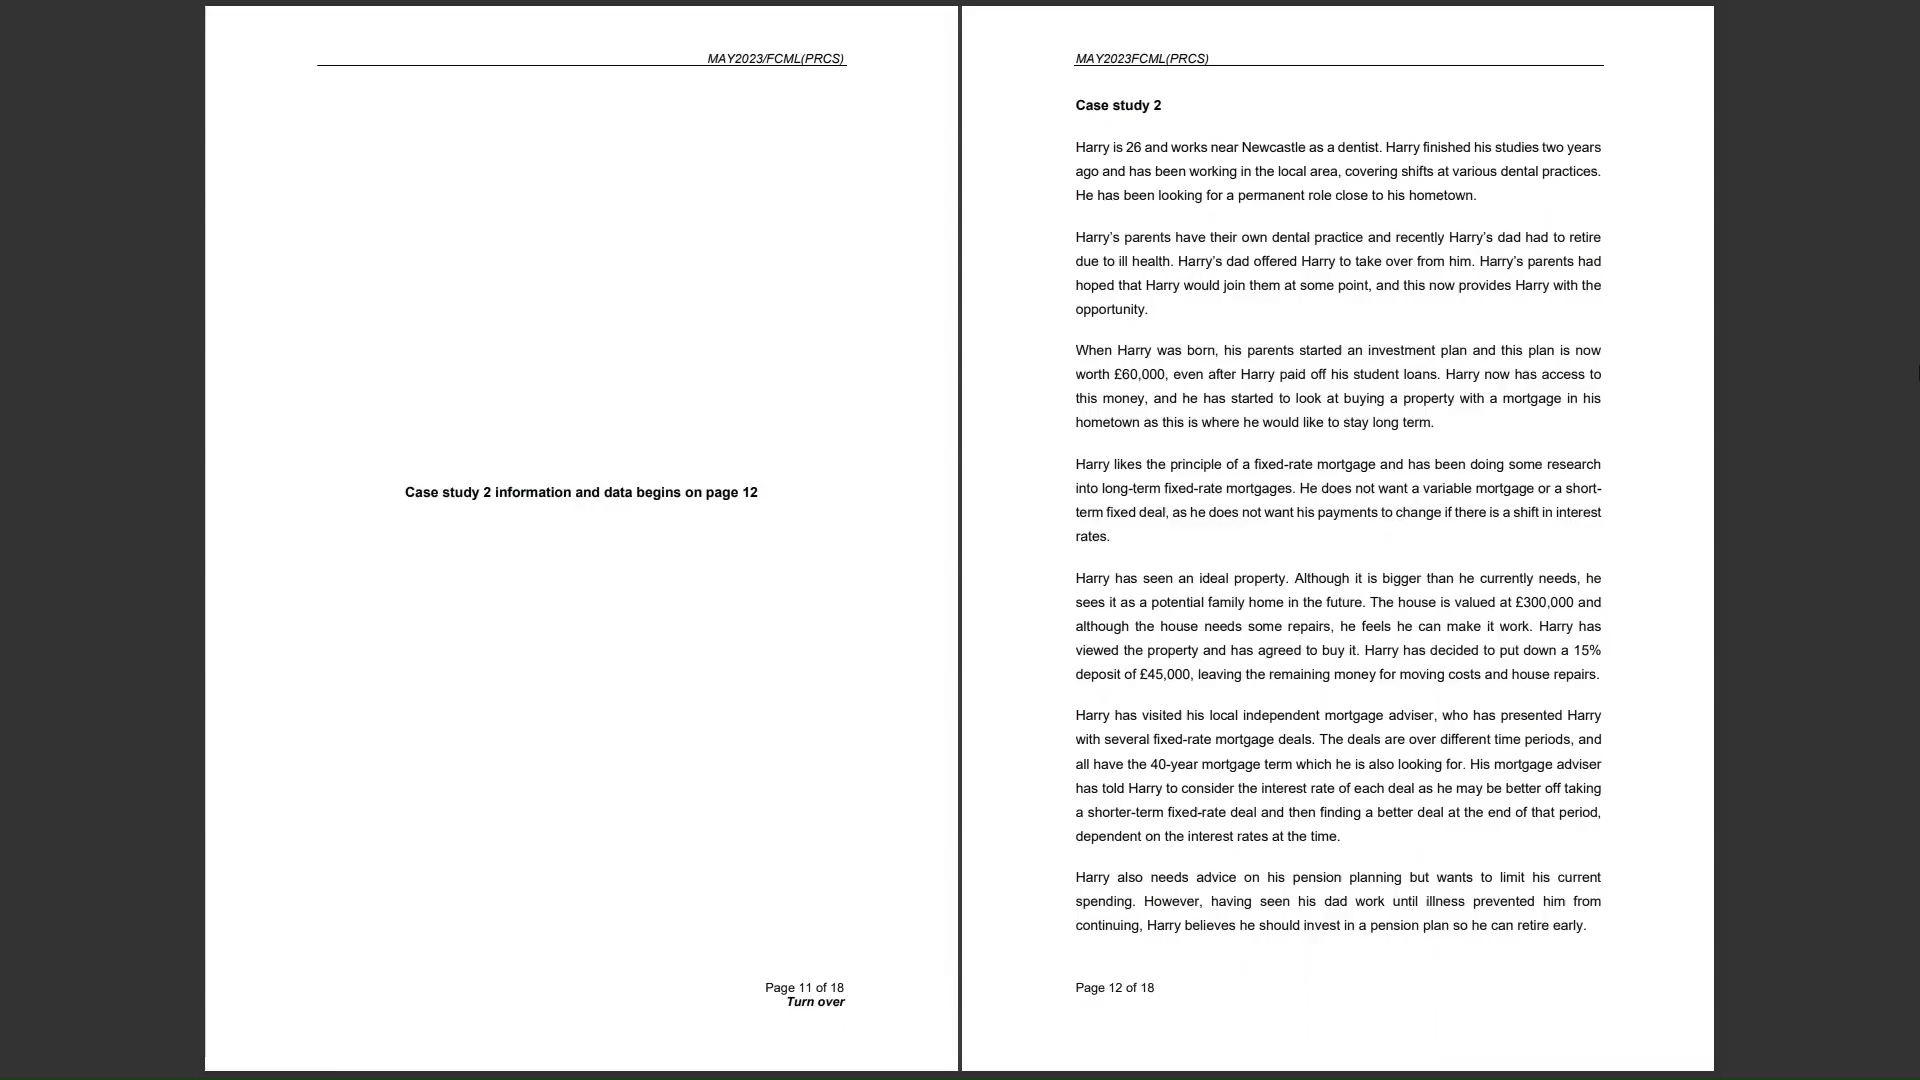 MAY2023/FCML(PRCS)
Case study 2 information and data begins on page 12
Page 11 of 18
Turn over
MAY2023FCML(PRCS)
Case study 2
Harry is 26 and works near Newcastle as a dentist. Harry finished his studies two years
ago and has been working in the local area, covering shifts at various dental practices.
He has been looking for a permanent role close to his hometown.
Harry's parents have their own dental practice and recently Harry's dad had to retire
due to ill health. Harry's dad offered Harry to take over from him. Harry's parents had
hoped that Harry would join them at some point, and this now provides Harry with the
opportunity.
When Harry was born, his parents started an investment plan and this plan is now
worth £60,000, even after Harry paid off his student loans. Harry now has access to
this money, and he has started to look at buying a property with a mortgage in his
hometown as this is where he would like to stay long term.
Harry likes the principle of a fixed-rate mortgage and has been doing some research
into long-term fixed-rate mortgages. He does not want a variable mortgage or a short-
term fixed deal, as he does not want his payments to change if there is a shift in interest
rates.
Harry has seen an ideal property. Although it is bigger than he currently needs, he
sees it as a potential family home in the future. The house is valued at £300,000 and
although the house needs some repairs, he feels he can make it work. Harry has
viewed the property and has agreed to buy it. Harry has decided to put down a 15%
deposit of £45,000, leaving the remaining money for moving costs and house repairs.
Harry has visited his local independent mortgage adviser, who has presented Harry
with several fixed-rate mortgage deals. The deals are over different time periods, and
all have the 40-year mortgage term which he is also looking for. His mortgage adviser
has told Harry to consider the interest rate of each deal as he may be better off taking
a shorter-term fixed-rate deal and then finding a better deal at the end of that period,
dependent on the interest rates at the time.
Harry also needs advice on his pension planning but wants to limit his current
spending. However, having seen his dad work until illness prevented him from
continuing, Harry believes he should invest in a pension plan so he can retire early.
Page 12 of 18